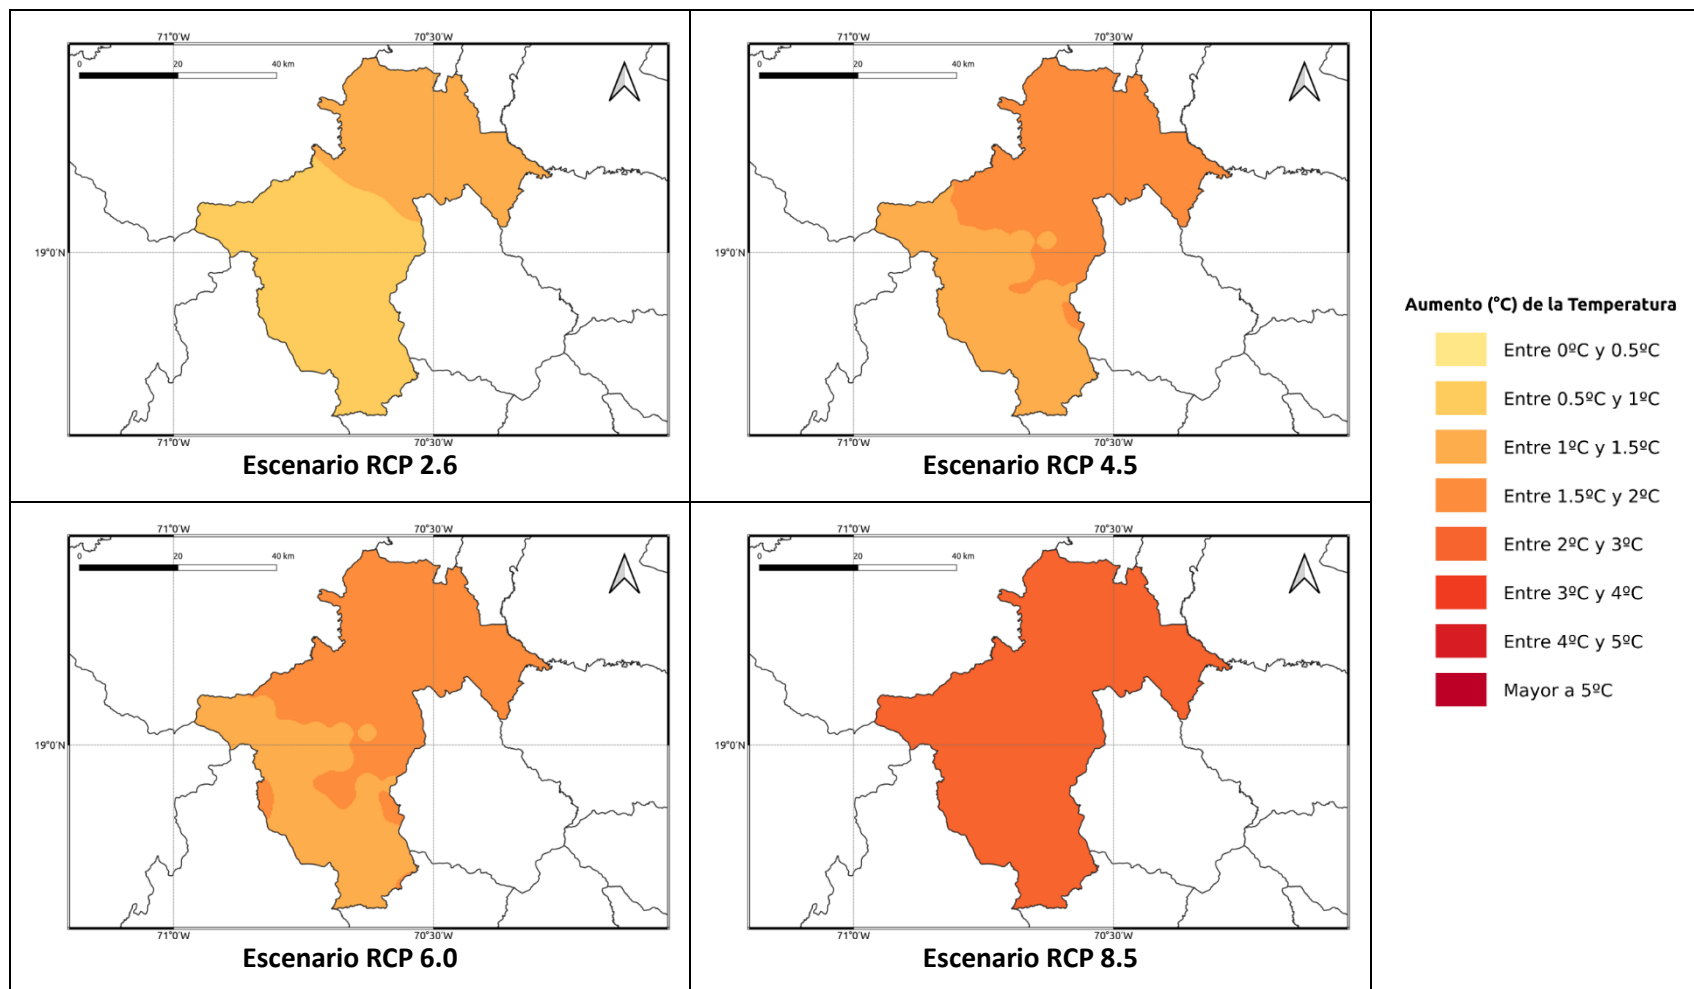 71°0'W 70°30'W
0 20 40 km
19°0'N
71°0'W 70°30'W
Escenario RCP 2.6
71°0'W 70°30'W
0 20 40 km
19°0'N
71°0'W 70°30'W
Escenario RCP 4.5
71°0'W 70°30'W
0 20 40 km
19°0'N
71°0'W 70°30'W
Escenario RCP 6.0
71°0'W 70°30'W
0 20 40 km
19°0'N
71°0'W 70°30'W
Escenario RCP 8.5
Aumento (°C) de la Temperatura
Entre 0ºC y 0.5ºC
Entre 0.5ºC y 1ºC
Entre 1ºC y 1.5ºC
Entre 1.5ºC y 2ºC
Entre 2ºC y 3ºC
Entre 3ºC y 4ºC
Entre 4ºC y 5ºC
Mayor a 5ºC